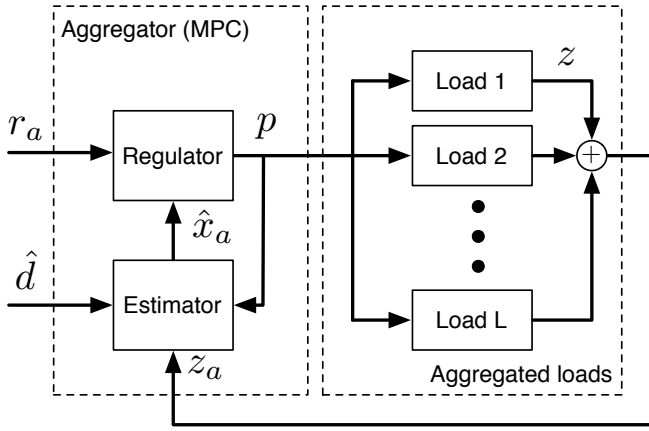 Aggregator (MPC)
Load 1
z
r_a
Regulator
p
Load 2
+
x̂_a
d̂
Estimator
Load L
z_a
Aggregated loads